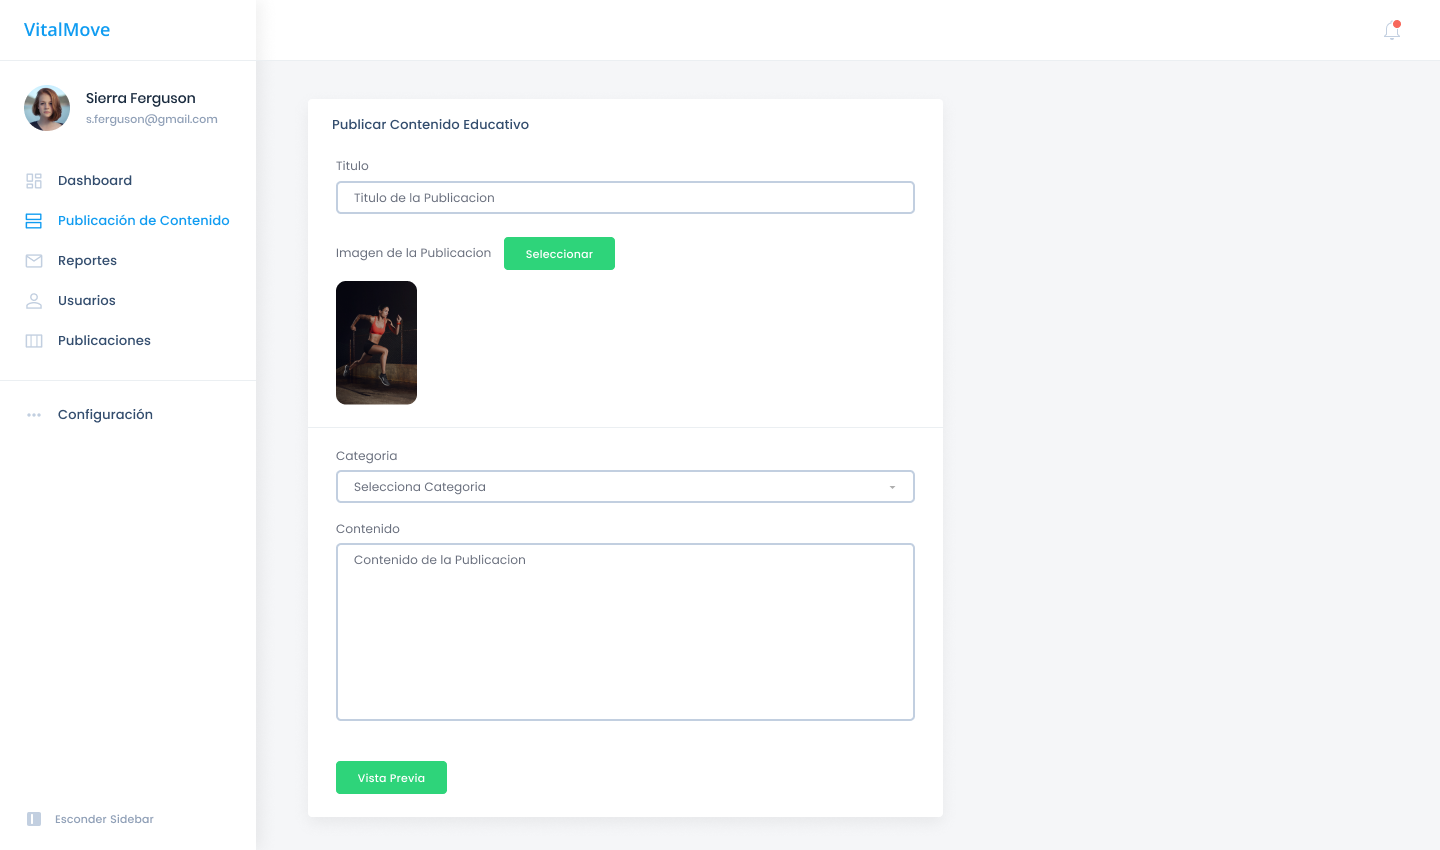 VitalMove
Sierra Ferguson
s.ferguson@gmail.com
Dashboard
Publicación de Contenido
Reportes
Usuarios
Publicaciones
Configuración
Esconder Sidebar
Publicar Contenido Educativo
Titulo
Titulo de la Publicacion
Imagen de la Publicacion
Seleccionar
Categoria
Selecciona Categoria
Contenido
Contenido de la Publicacion
Vista Previa